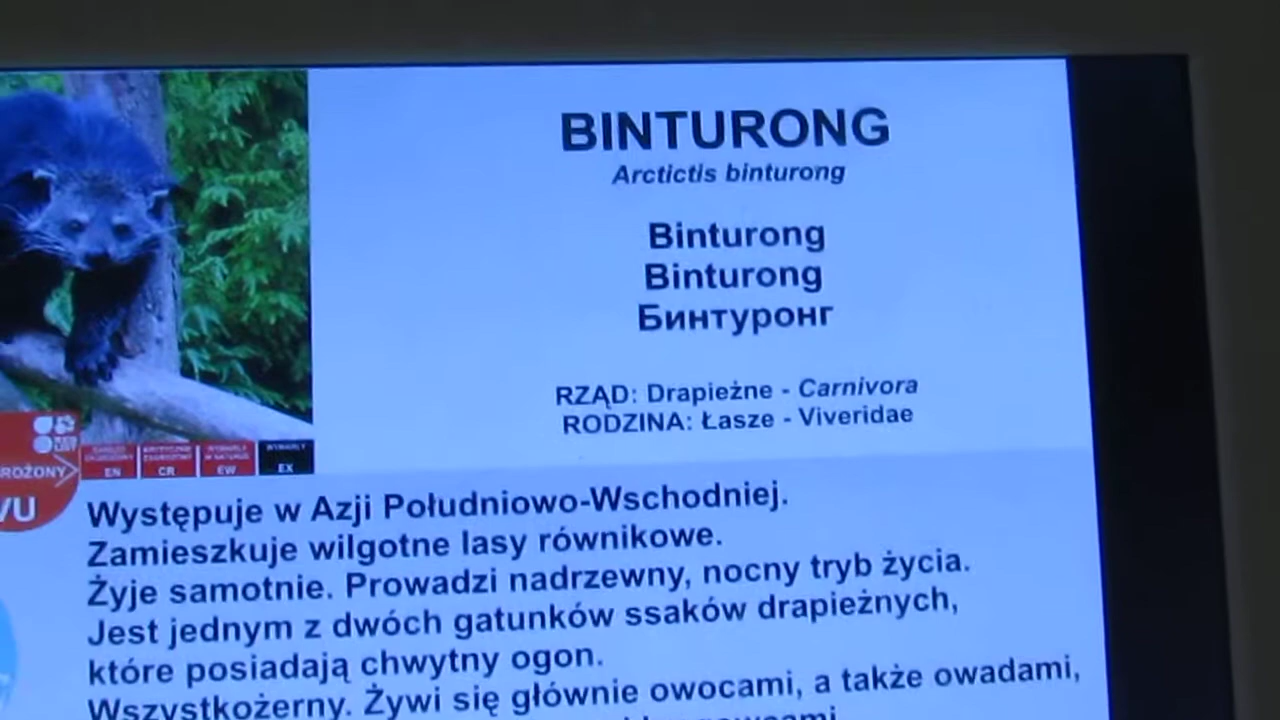 BINTURONG
Arctictis binturong
Binturong
Binturong
Бинтуронг
RZĄD: Drapieżne - Carnivora
RODZINA: Łasze - Viveridae
EN
CR
EW
EX
VU
Występuje w Azji Południowo-Wschodniej.
Zamieszkuje wilgotne lasy równikowe.
Żyje samotnie. Prowadzi nadrzewny, nocny tryb życia.
Jest jednym z dwóch gatunków ssaków drapieżnych,
które posiadają chwytny ogon.
Wszystkożerny. Żywi się głównie owocami, a także owadami,